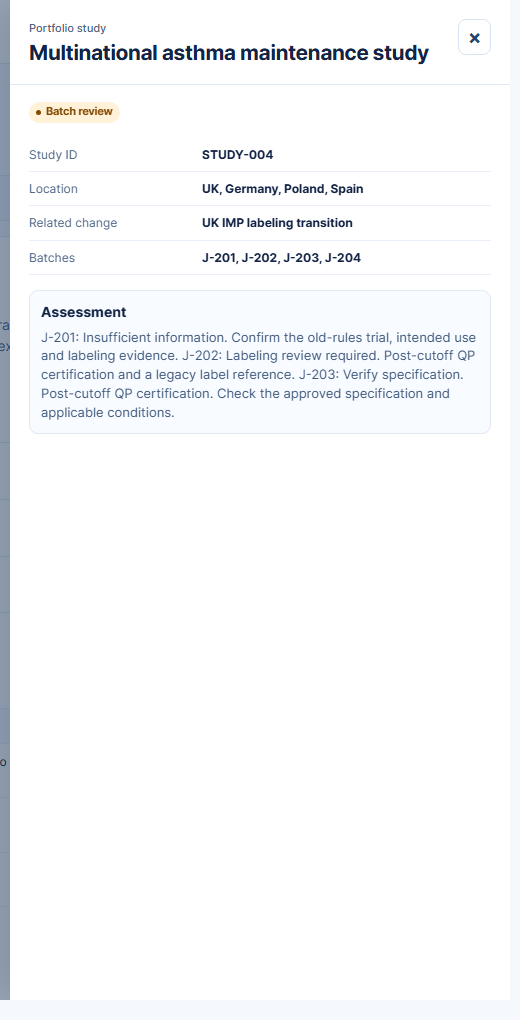 Portfolio study
Multinational asthma maintenance study
Batch review
Study ID STUDY-004
Location UK, Germany, Poland, Spain
Related change UK IMP labeling transition
Batches J-201, J-202, J-203, J-204
Assessment
J-201: Insufficient information. Confirm the old-rules trial, intended use
and labeling evidence. J-202: Labeling review required. Post-cutoff QP
certification and a legacy label reference. J-203: Verify specification.
Post-cutoff QP certification. Check the approved specification and
applicable conditions.